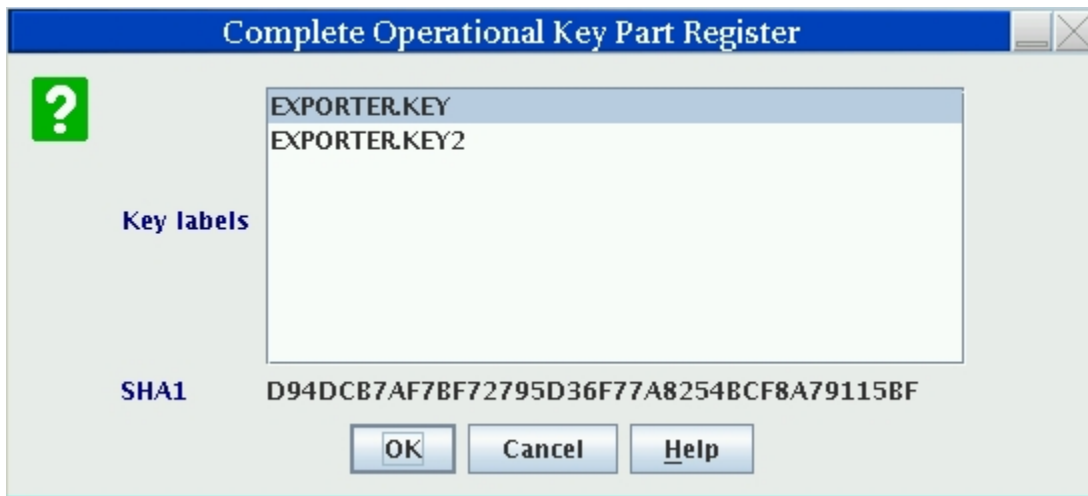 Complete Operational Key Part Register
EXPORTER.KEY
EXPORTER.KEY2
Key labels
SHA1 D94DCB7AF7BF72795D36F77A8254BCF8A79115BF
OK Cancel Help